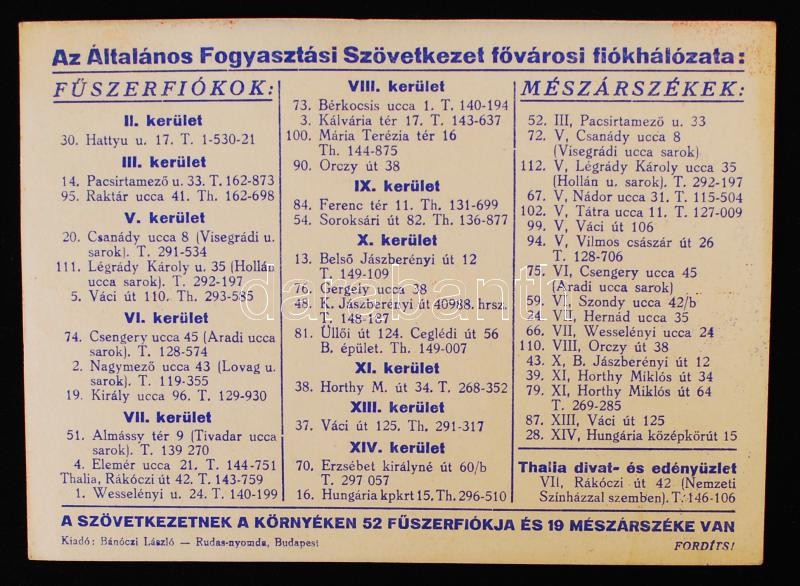 Az Általános Fogyasztási Szövetkezet fővárosi fiókhálózata:
FŰSZERFIÓKOK:
II. kerület
30. Hattyu u. 17. T. 1-530-21
III. kerület
14. Pacsirtamező u. 33. T. 162-873
95. Raktár ucca 41. Th. 162-698
V. kerület
20. Csanády ucca 8 (Visegrádi u.
sarok). T. 291-534
111. Légrády Károly u. 35 (Hollán
ucca sarok). T. 292-197
5. Váci út 110. Th. 293-585
VI. kerület
74. Csengery ucca 45 (Aradi ucca
sarok). T. 128-574
2. Nagymező ucca 43 (Lovag u.
sarok). T. 119-355
19. Király ucca 96. T. 129-930
VII. kerület
51. Almássy tér 9 (Tivadar ucca
sarok). T. 139 270
4. Elemér ucca 21. T. 144-751
Thalia, Rákóczi út 42. T. 143-759
1. Wesselényi u. 24. T. 140-199
VIII. kerület
73. Bérkocsis ucca 1. T. 140-194
3. Kálvária tér 17. T. 143-637
100. Mária Terézia tér 16
Th. 144-875
90. Orczy út 38
IX. kerület
84. Ferenc tér 11. Th. 131-699
54. Soroksári út 82. Th. 136-877
X. kerület
13. Belső Jászberényi út 12
T. 149-109
76. Gergely ucca 38
48. K. Jászberényi út 40988. hrsz.
T. 148-137
81. Üllői út 124. Ceglédi út 56
B. épület. Th. 149-007
XI. kerület
38. Horthy M. út 34. T. 268-352
XIII. kerület
37. Váci út 125. Th. 291-317
XIV. kerület
70. Erzsébet királyné út 60/b
T. 297 057
16. Hungária kpkrt 15. Th. 296-510
MÉSZÁRSZÉKEK:
52. III, Pacsirtamező u. 33
72. V, Csanády ucca 8
(Visegrádi ucca sarok)
112. V, Légrády Károly ucca 35
(Hollán u. sarok). T. 292-197
67. V, Nádor ucca 31. T. 115-504
102. V, Tátra ucca 11. T. 127-009
99. V, Váci út 106
94. V, Vilmos császár út 26
T. 128-706
75. VI, Csengery ucca 45
(Aradi ucca sarok)
59. VI, Szondy ucca 42/b
24. VII, Hernád ucca 35
66. VII, Wesselényi ucca 24
110. VIII, Orczy út 38
43. X, B. Jászberényi út 12
39. XI, Horthy Miklós út 34
79. XI, Horthy Miklós út 64
T. 269-285
87. XIII, Váci út 125
28. XIV, Hungária középkörút 15
Thalia divat- és edényüzlet
VII, Rákóczi út 42 (Nemzeti
Színházzal szemben). T. 146-106
A SZÖVETKEZETNEK A KÖRNYÉKEN 52 FŰSZERFIÓKJA ÉS 19 MÉSZÁRSZÉKE VAN
Kiadó: Bánóczi László — Rudas-nyomda, Budapest
FORDÍTS!
darabanth